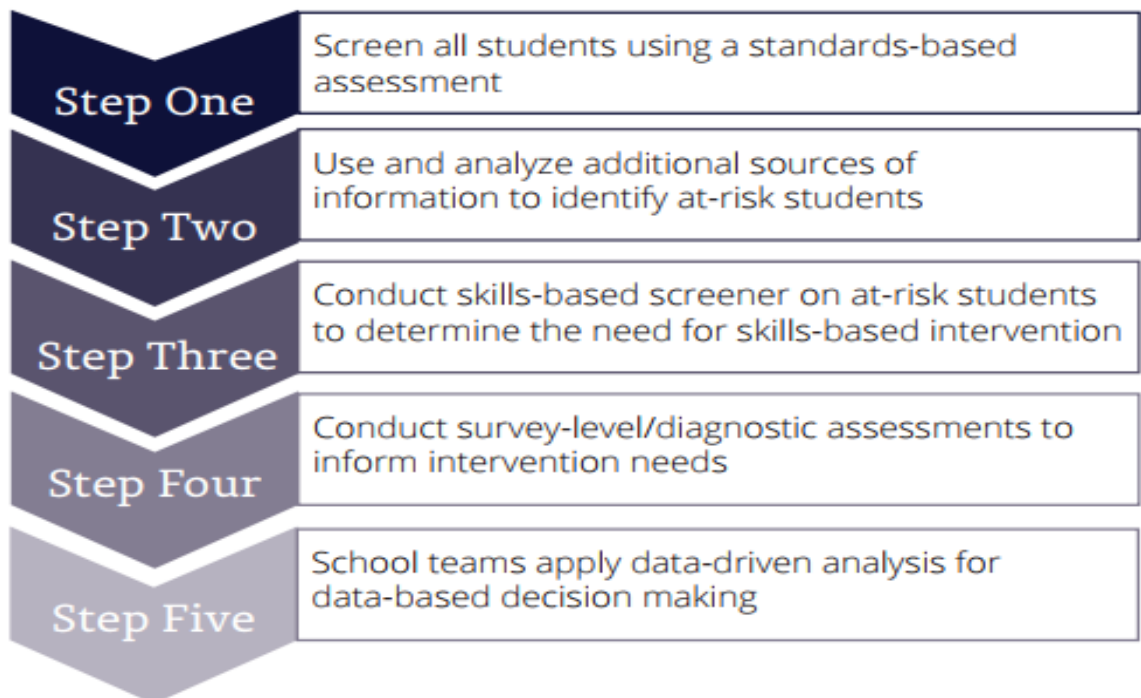 Step One
Screen all students using a standards-based
assessment
Step Two
Use and analyze additional sources of
information to identify at-risk students
Step Three
Conduct skills-based screener on at-risk students
to determine the need for skills-based intervention
Step Four
Conduct survey-level/diagnostic assessments to
inform intervention needs
Step Five
School teams apply data-driven analysis for
data-based decision making